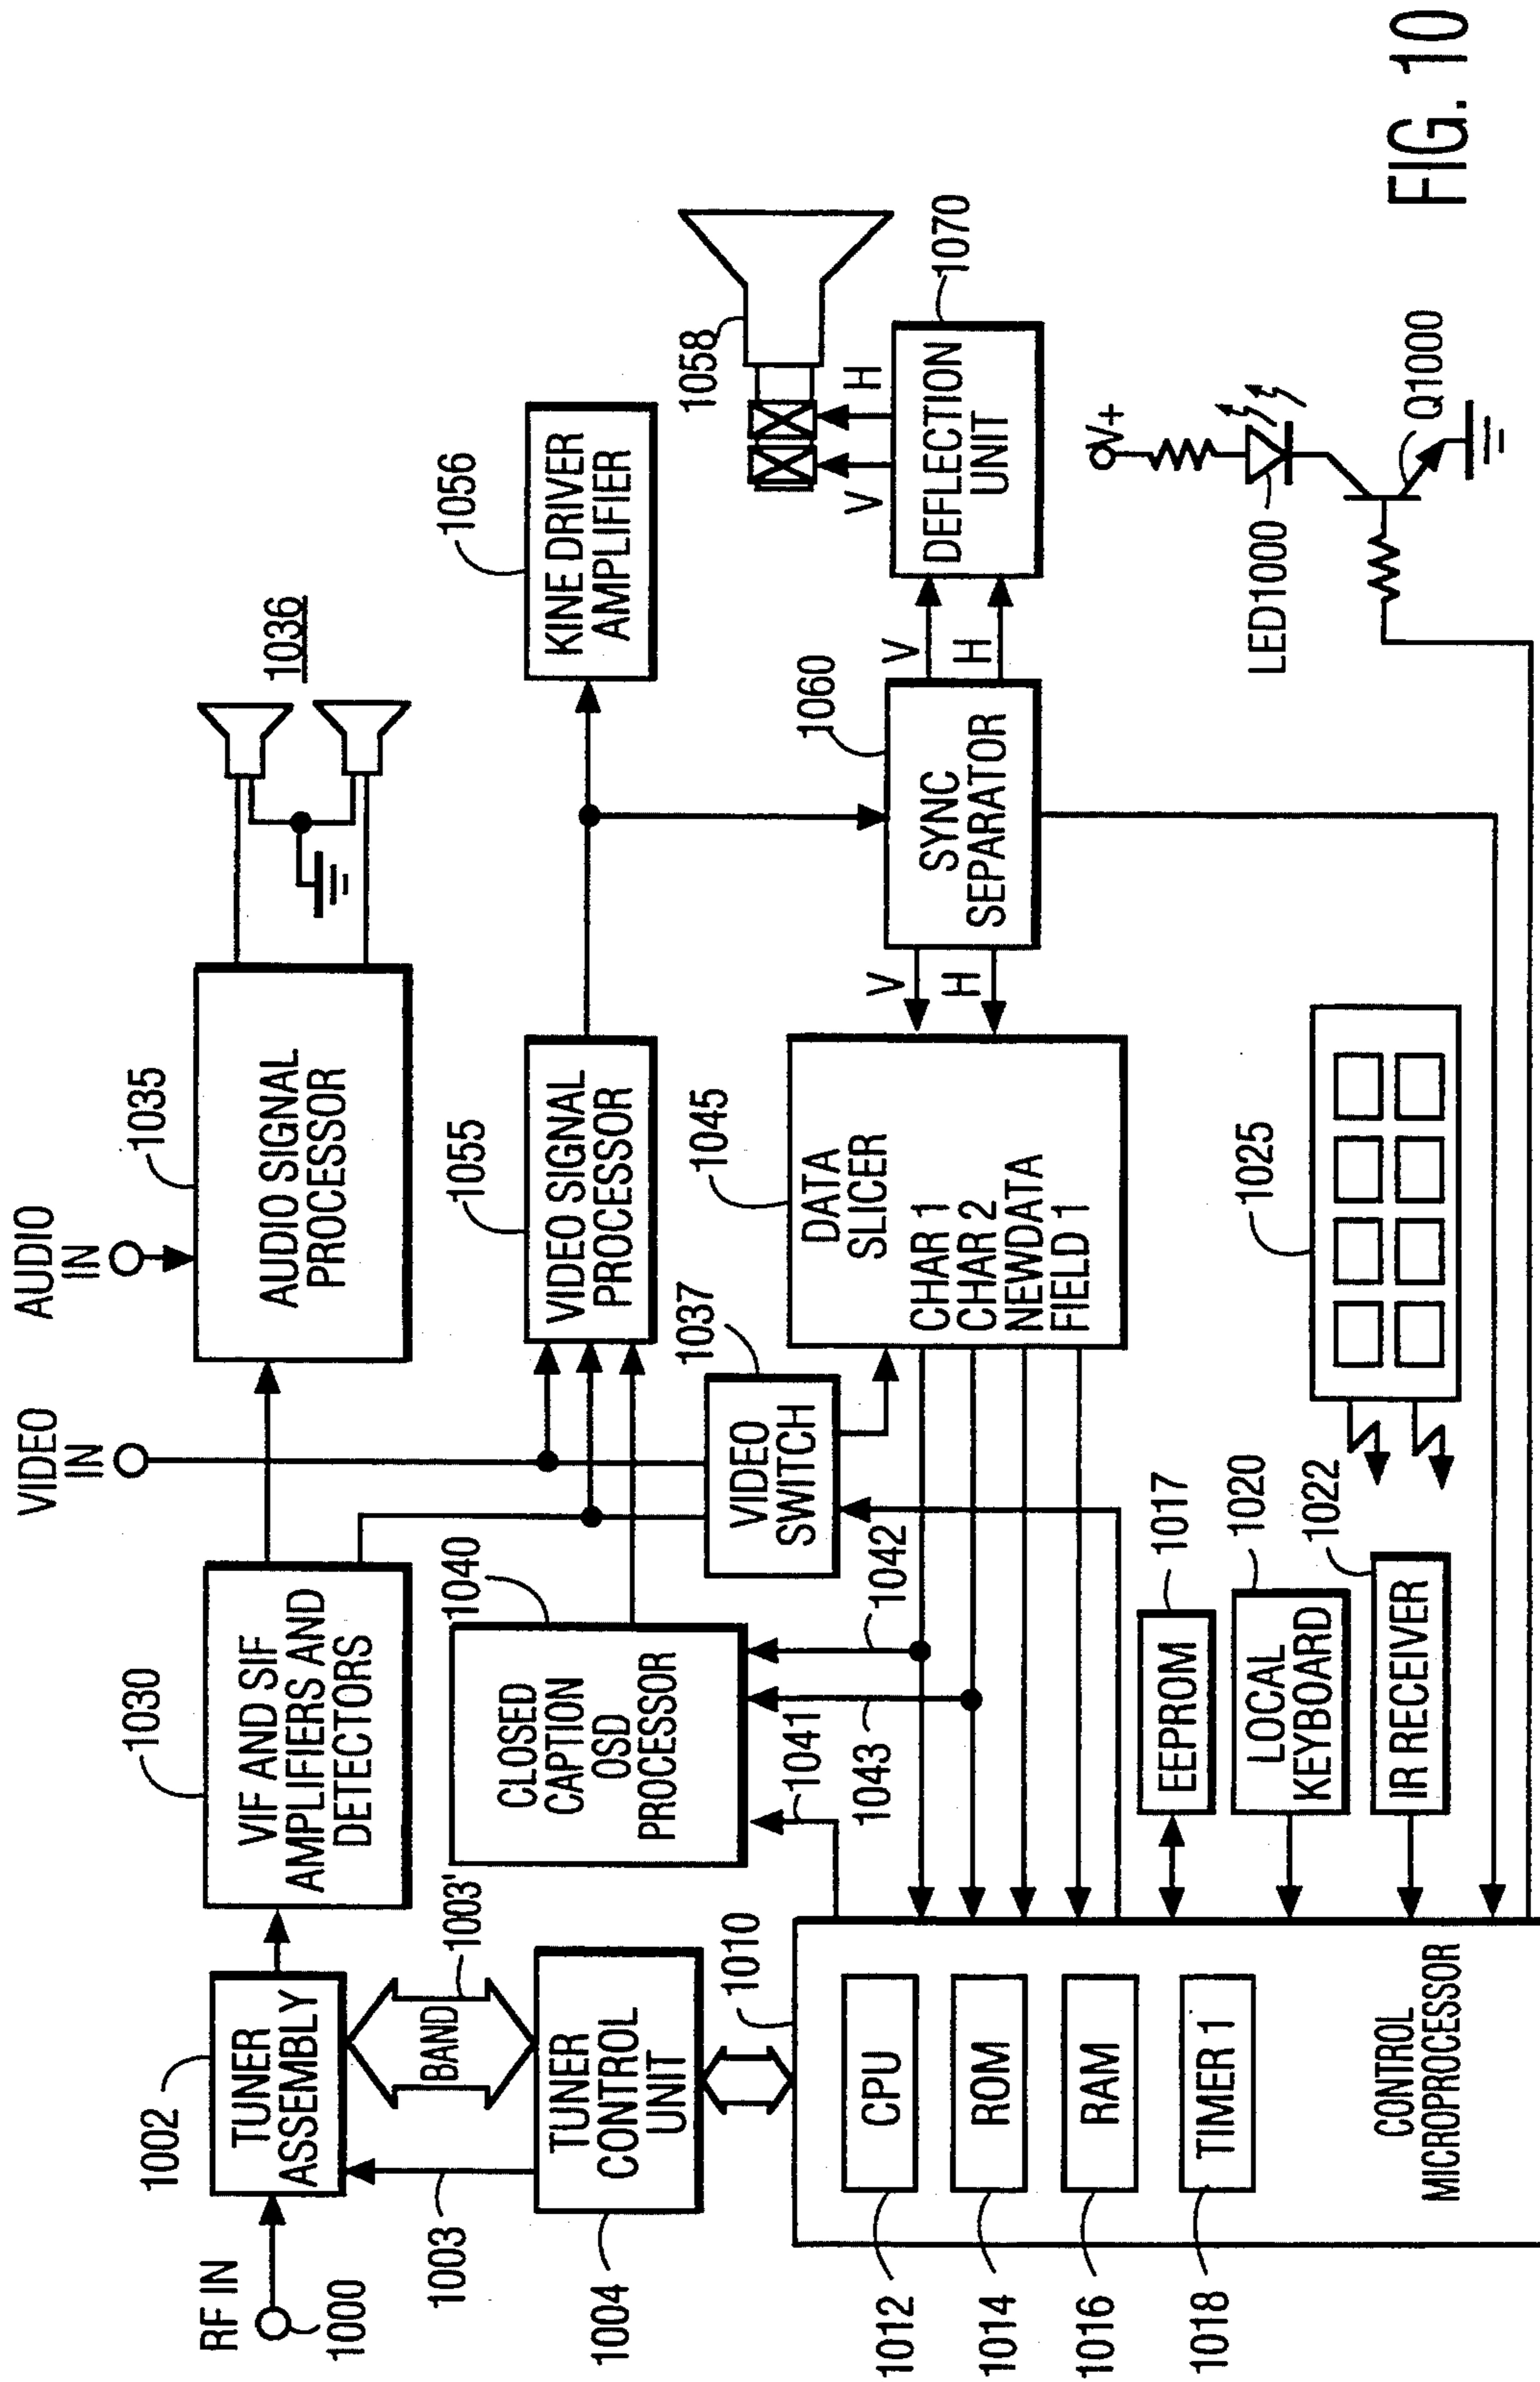 RF IN
1000
1002
TUNER
ASSEMBLY
1003
BAND
1003'
1004
TUNER
CONTROL
UNIT
1010
1012
CPU
1014
ROM
1016
RAM
1018
TIMER 1
CONTROL
MICROPROCESSOR
1030
VIF AND SIF
AMPLIFIERS AND
DETECTORS
1040
CLOSED
CAPTION
OSD
PROCESSOR
1041
1043
1042
1017
EEPROM
1020
LOCAL
KEYBOARD
1022
IR RECEIVER
VIDEO
IN
AUDIO
IN
1035
AUDIO SIGNAL
PROCESSOR
1036
1055
VIDEO SIGNAL
PROCESSOR
1037
VIDEO
SWITCH
1045
DATA
SLICER
CHAR 1
CHAR 2
NEWDATA
FIELD 1
1025
V
H
1060
SYNC
SEPARATOR
V
H
1056
KINE DRIVER
AMPLIFIER
1058
V
H
1070
DEFLECTION
UNIT
V+
LED1000
Q1000
FIG. 10